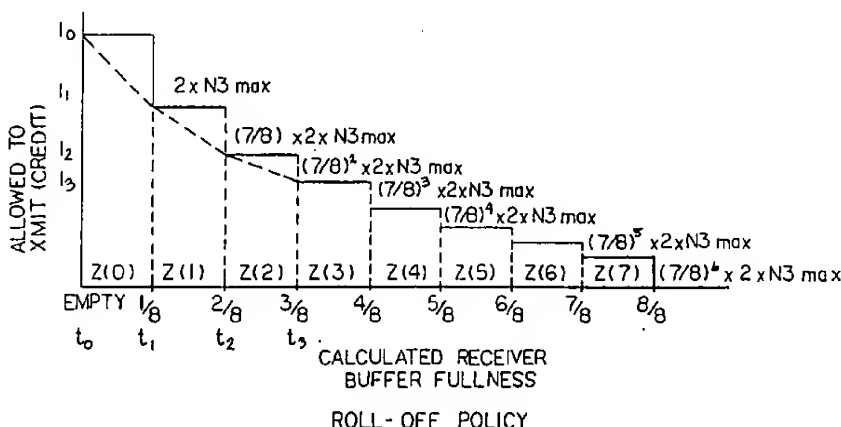 ALLOWED TO
XMIT (CREDIT)
I₀
I₁
I₂
I₃
2 x N3 max
(7/8) x 2 x N3 max
(7/8)² x 2 x N3 max
(7/8)³ x 2 x N3 max
(7/8)⁴ x 2 x N3 max
(7/8)⁵ x 2 x N3 max
(7/8)⁶ x 2 x N3 max
Z(0) Z(1) Z(2) Z(3) Z(4) Z(5) Z(6) Z(7)
EMPTY 1/8 2/8 3/8 4/8 5/8 6/8 7/8 8/8
t₀ t₁ t₂ t₃
CALCULATED RECEIVER
BUFFER FULLNESS
ROLL-OFF POLICY